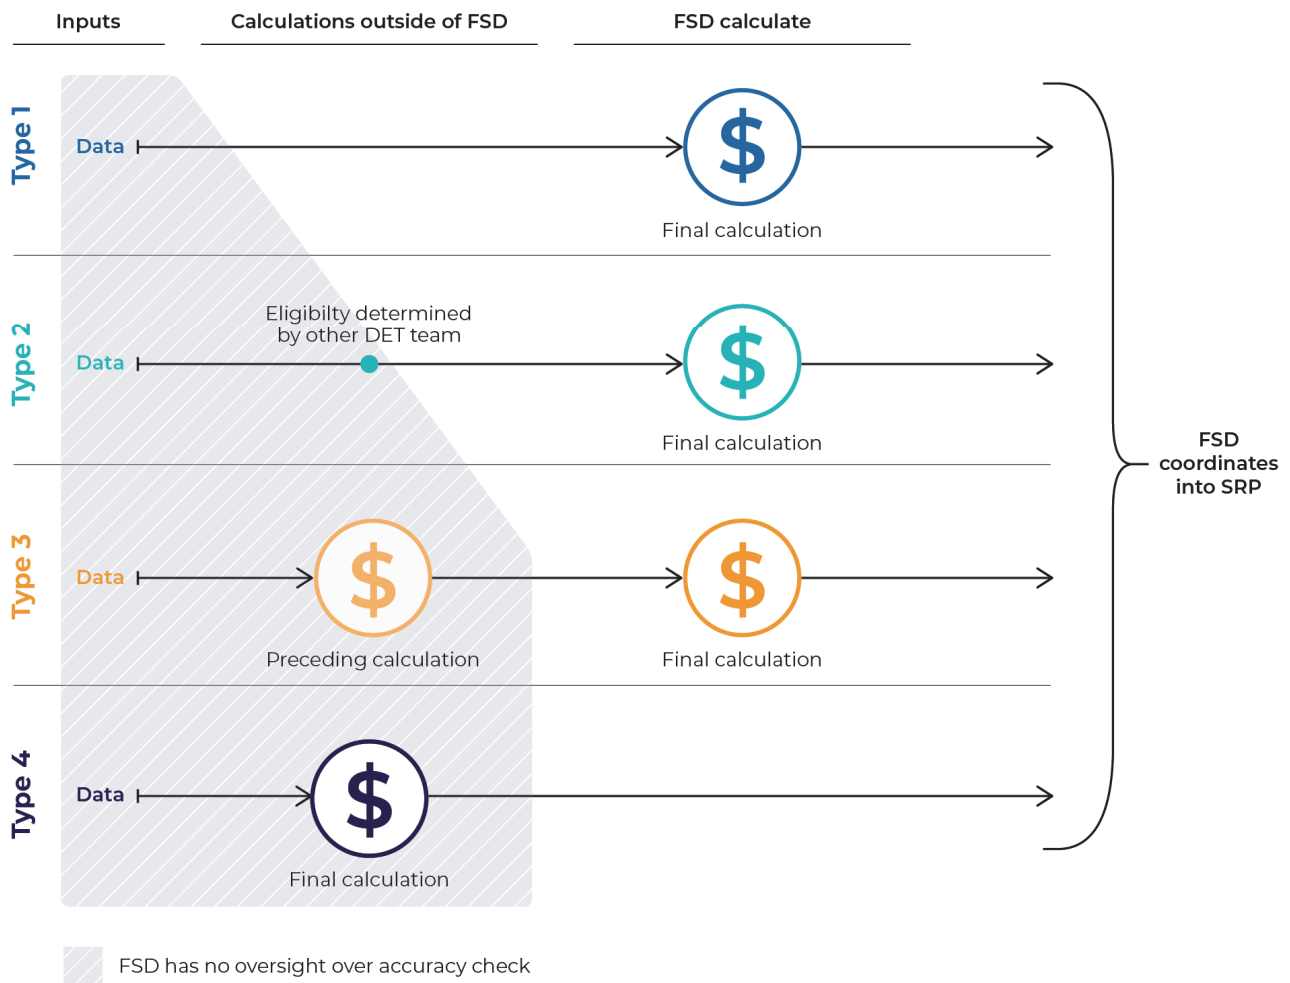 Inputs
Calculations outside of FSD
FSD calculate
Type 1
Data
$
Final calculation
Type 2
Eligibilty determined
by other DET team
Data
$
Final calculation
Type 3
Data
$
$
Preceding calculation
Final calculation
Type 4
Data
$
Final calculation
FSD
coordinates
into SRP
FSD has no oversight over accuracy check